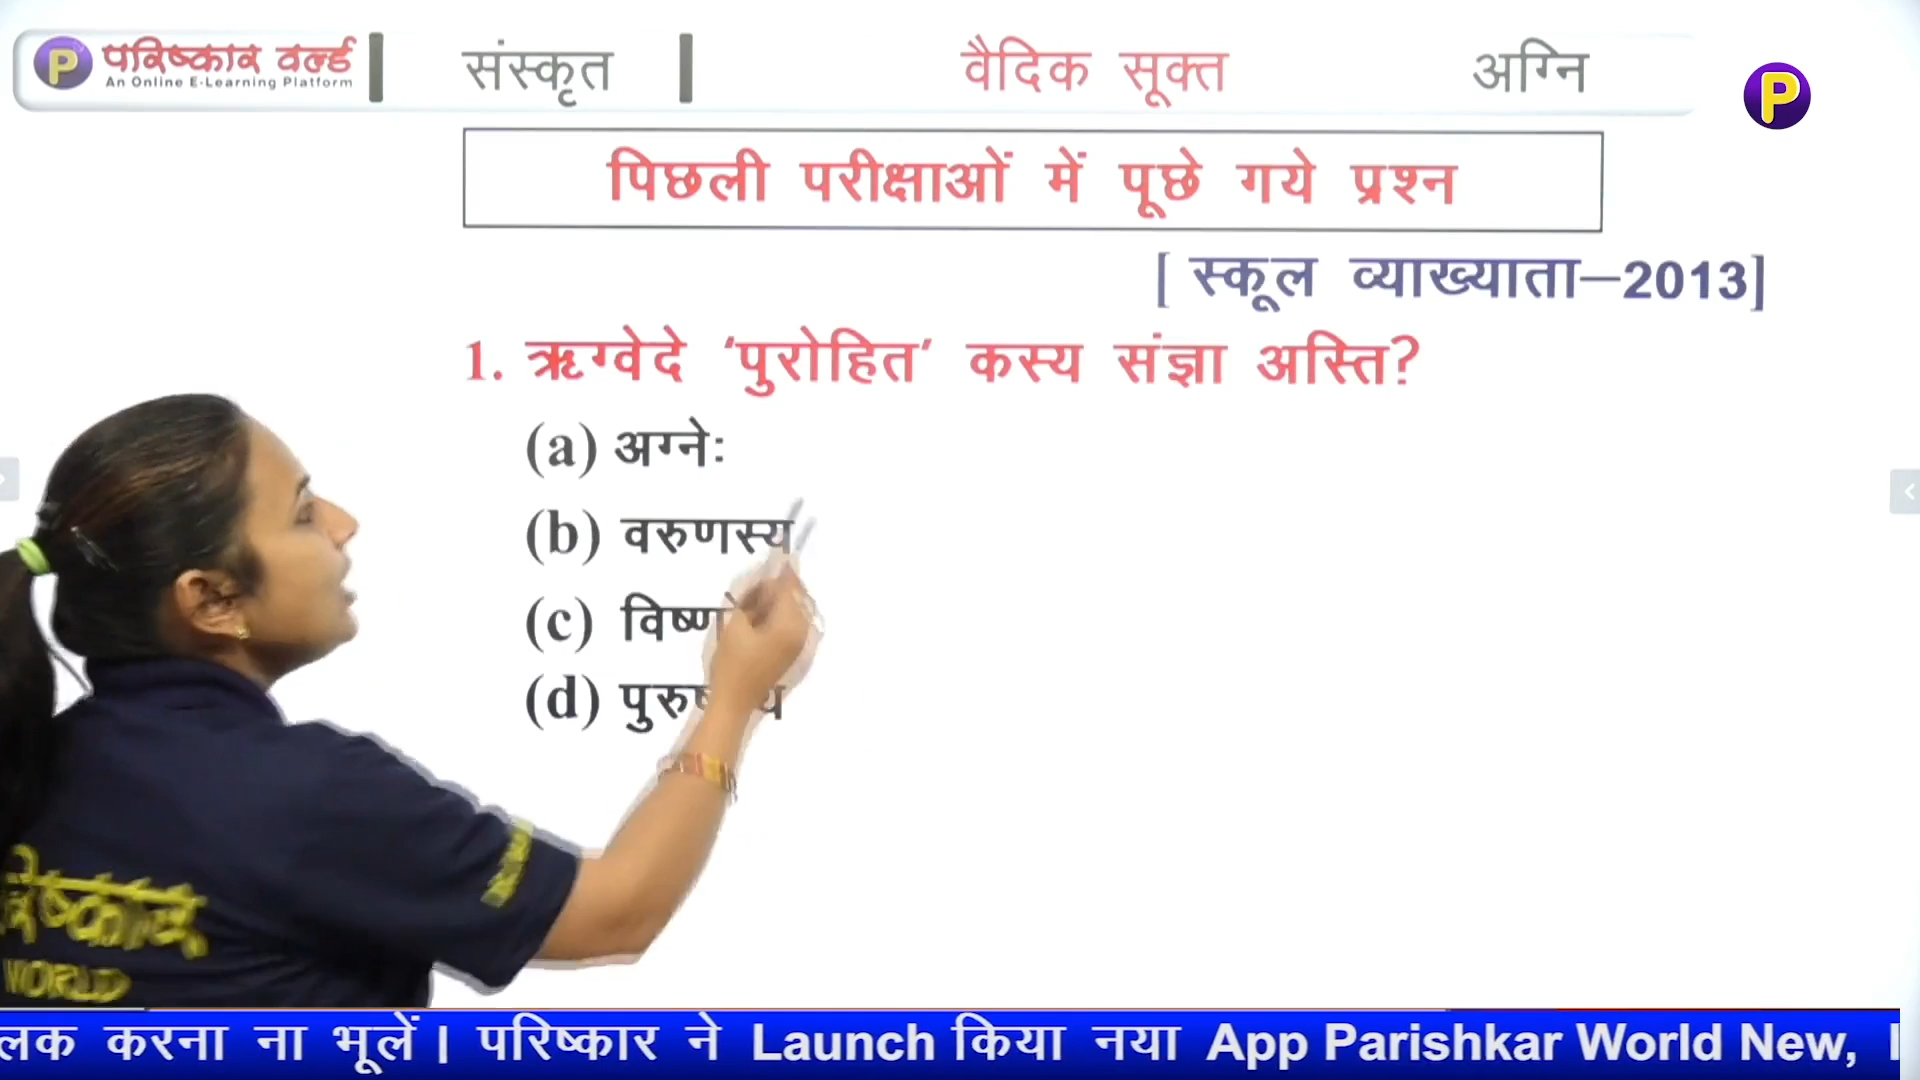 परिष्कार वर्ल्ड
An Online E-Learning Platform
संस्कृत
वैदिक सूक्त
अग्नि
P
पिछली परीक्षाओं में पूछे गये प्रश्न
[ स्कूल व्याख्याता–2013]
1. ऋग्वेदे ‘पुरोहित’ कस्य संज्ञा अस्ति?
(a) अग्नेः
(b) वरुणस्य
(c)
(d)
WORLD
करना ना भूलें। परिष्कार ने Launch किया नया App Parishkar World New,